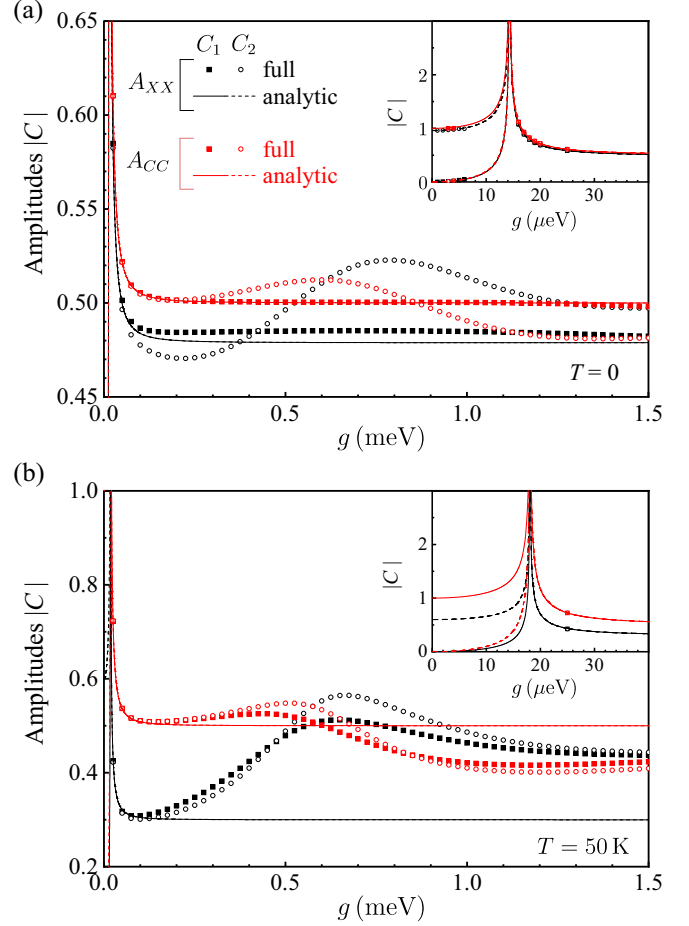 (a)
Amplitudes |C|
0.65
0.60
0.55
0.50
0.45
0.0 0.5 1.0 1.5
g (meV)
C₁ C₂
A_XX full
analytic
A_CC full
analytic
T = 0
|C|
2
1
0
0 10 20 30
g (μeV)
(b)
Amplitudes |C|
1.0
0.8
0.6
0.4
0.2
0.0 0.5 1.0 1.5
g (meV)
T = 50 K
|C|
2
1
0
0 10 20 30
g (μeV)